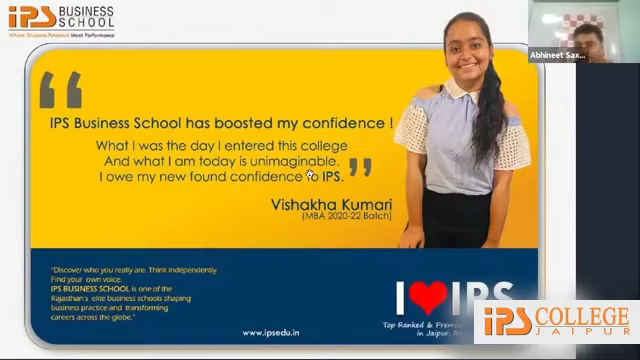 IPS BUSINESS SCHOOL
Where Students Potential Meet Performance
Abhineet Sax...
IPS Business School has boosted my confidence !
What I was the day I entered this college
And what I am today is unimaginable.
I owe my new found confidence to IPS.
Vishakha Kumari
(MBA 2020-22 Batch)
"Discover who you really are. Think independently.
Find your own voice.
IPS BUSINESS SCHOOL is one of the
Rajasthan's elite business schools shaping
business practice and transforming
careers across the globe."
www.ipsedu.in
I IPS
Top Ranked &
in Jaipur,
IPS COLLEGE
JAIPUR